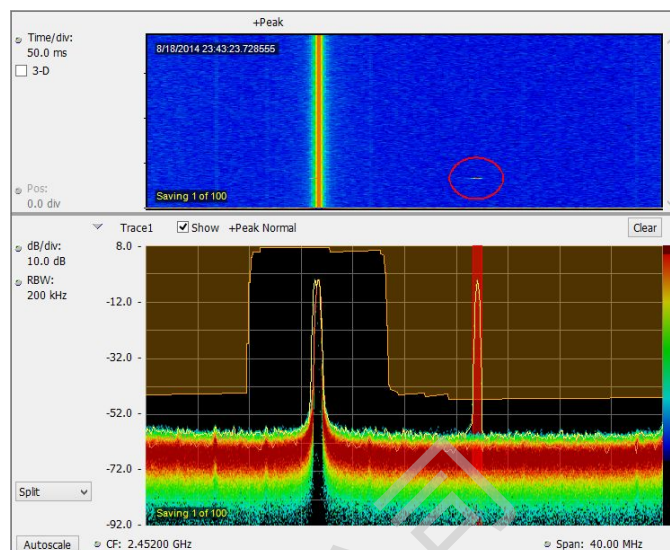 +Peak
Time/div:
50.0 ms
3-D
8/18/2014 23:43:23.728555
Pos:
0.0 div
Saving 1 of 100
Trace1
Show
+Peak Normal
Clear
dB/div:
10.0 dB
RBW:
200 kHz
8.0
-12.0
-32.0
-52.0
-72.0
-92.0
Split
Saving 1 of 100
Autoscale
CF: 2.45200 GHz
Span: 40.00 MHz